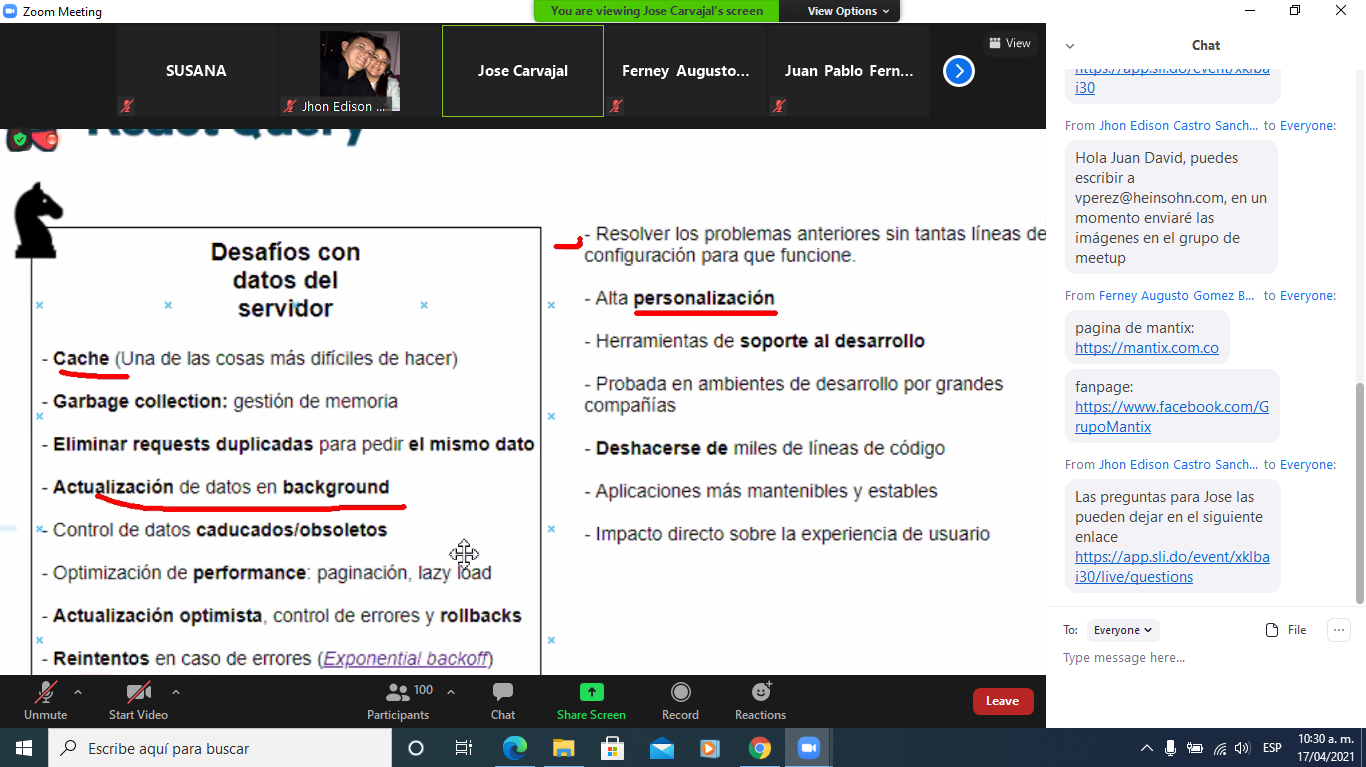 Zoom Meeting
You are viewing Jose Carvajal's screen
View Options
SUSANA
Jhon Edison ...
Jose Carvajal
Ferney Augusto...
Juan Pablo Fern...
View
React Query
Desafíos con
datos del
servidor
- Cache (Una de las cosas más difíciles de hacer)
- Garbage collection: gestión de memoria
- Eliminar requests duplicadas para pedir el mismo dato
- Actualización de datos en background
- Control de datos caducados/obsoletos
- Optimización de performance: paginación, lazy load
- Actualización optimista, control de errores y rollbacks
- Reintentos en caso de errores (Exponential backoff)
- Resolver los problemas anteriores sin tantas líneas de
configuración para que funcione.
- Alta personalización
- Herramientas de soporte al desarrollo
- Probada en ambientes de desarrollo por grandes
compañías
- Deshacerse de miles de líneas de código
- Aplicaciones más mantenibles y estables
- Impacto directo sobre la experiencia de usuario
Chat
https://app.sli.do/event/xklba
i30
From Jhon Edison Castro Sanch... to Everyone:
Hola Juan David, puedes
escribir a
vperez@heinsohn.com, en un
momento enviaré las
imágenes en el grupo de
meetup
From Ferney Augusto Gomez B... to Everyone:
pagina de mantix:
https://mantix.com.co
fanpage:
https://www.facebook.com/G
rupoMantix
From Jhon Edison Castro Sanch... to Everyone:
Las preguntas para Jose las
pueden dejar en el siguiente
enlace
https://app.sli.do/event/xklba
i30/live/questions
To: Everyone
File
Type message here...
Unmute
Start Video
Participants
100
Chat
Share Screen
Record
Reactions
Leave
Escribe aquí para buscar
ESP
10:30 a. m.
17/04/2021